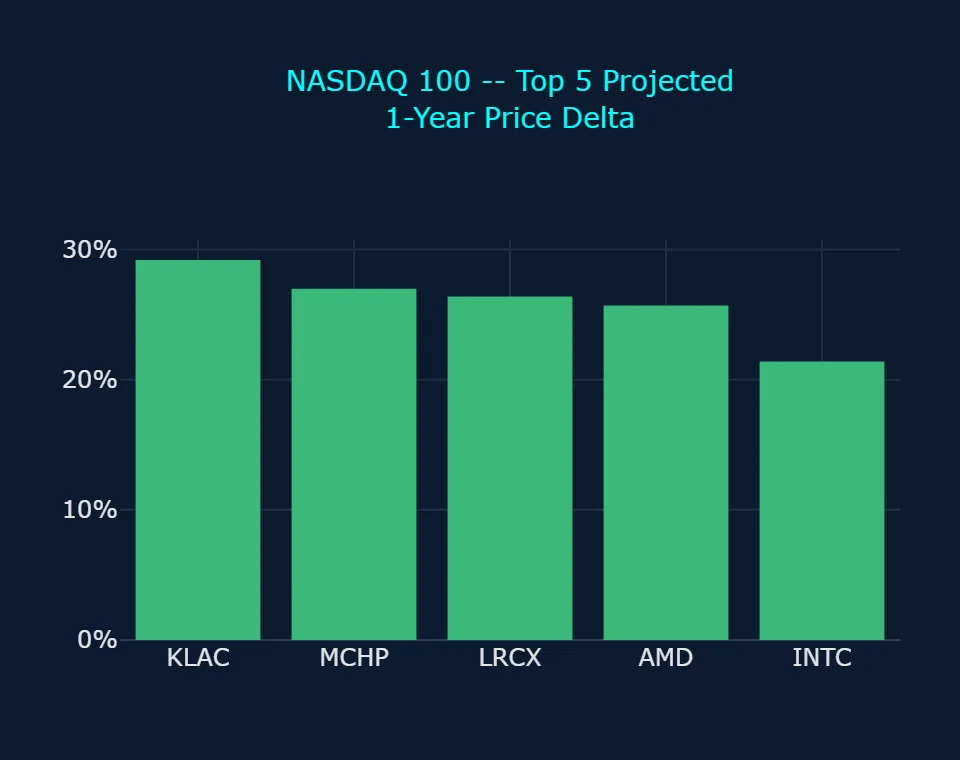 NASDAQ 100 -- Top 5 Projected
1-Year Price Delta
30%
20%
10%
0%
KLAC MCHP LRCX AMD INTC